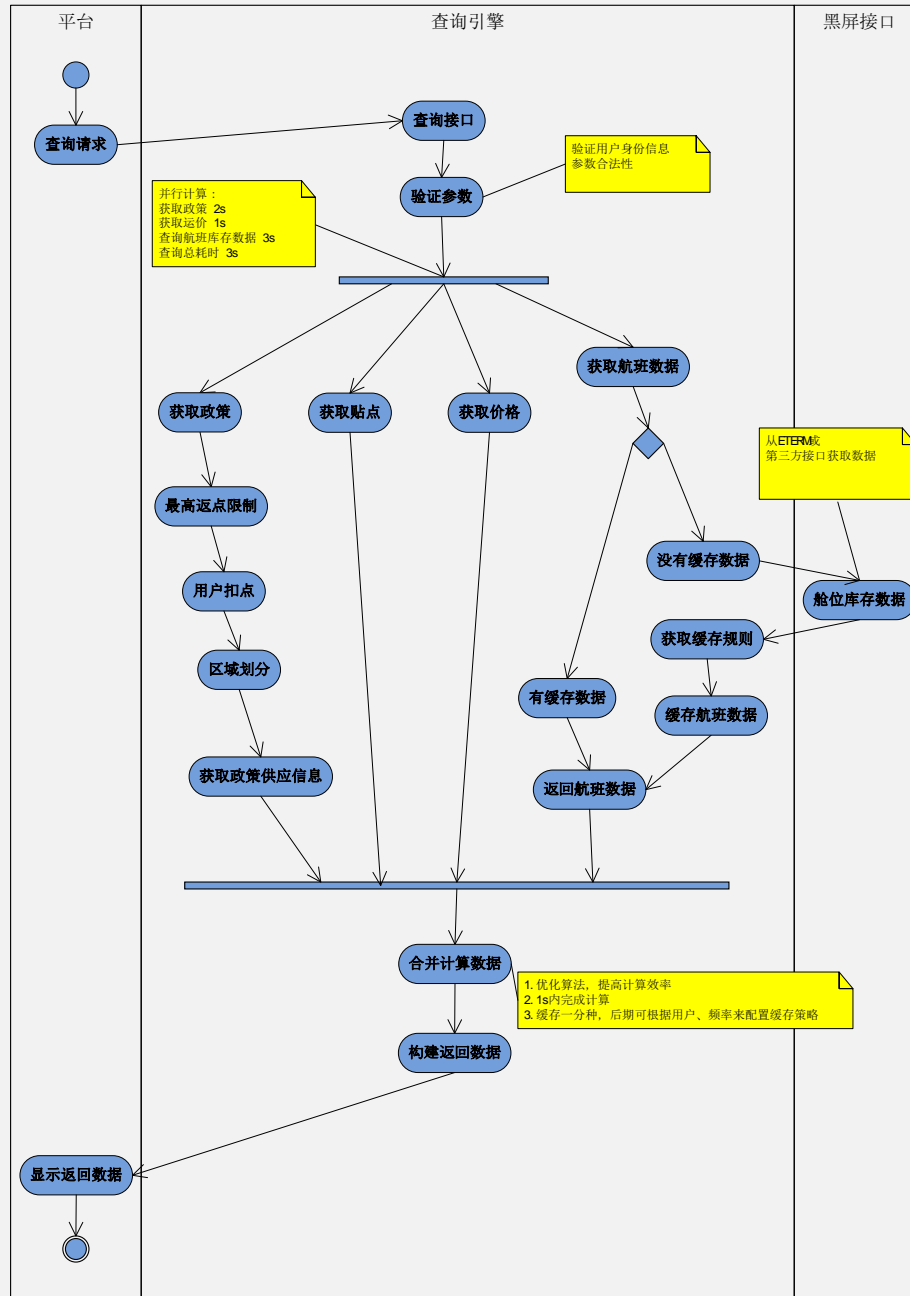 平台
查询引擎
黑屏接口
查询请求
查询接口
验证用户身份信息
参数合法性
验证参数
并行计算：
获取政策 2s
获取运价 1s
查询航班库存数据 3s
查询总耗时 3s
获取航班数据
获取政策
获取贴点
获取价格
从ETERM或
第三方接口获取数据
最高返点限制
没有缓存数据
用户扣点
舱位库存数据
获取缓存规则
区域划分
有缓存数据
缓存航班数据
获取政策供应信息
返回航班数据
合并计算数据
1. 优化算法，提高计算效率
2. 1s内完成计算
3. 缓存一分种，后期可根据用户、频率来配置缓存策略
构建返回数据
显示返回数据